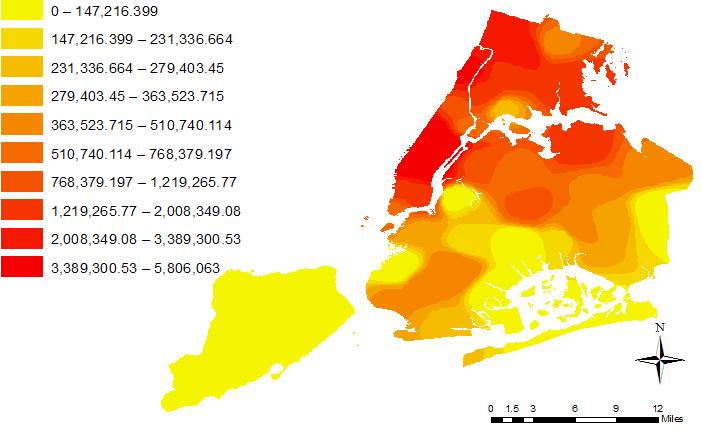 0 – 147,216.399
147,216.399 – 231,336.664
231,336.664 – 279,403.45
279,403.45 – 363,523.715
363,523.715 – 510,740.114
510,740.114 – 768,379.197
768,379.197 – 1,219,265.77
1,219,265.77 – 2,008,349.08
2,008,349.08 – 3,389,300.53
3,389,300.53 – 5,806,063
N
0 1.5 3 6 9 12
Miles